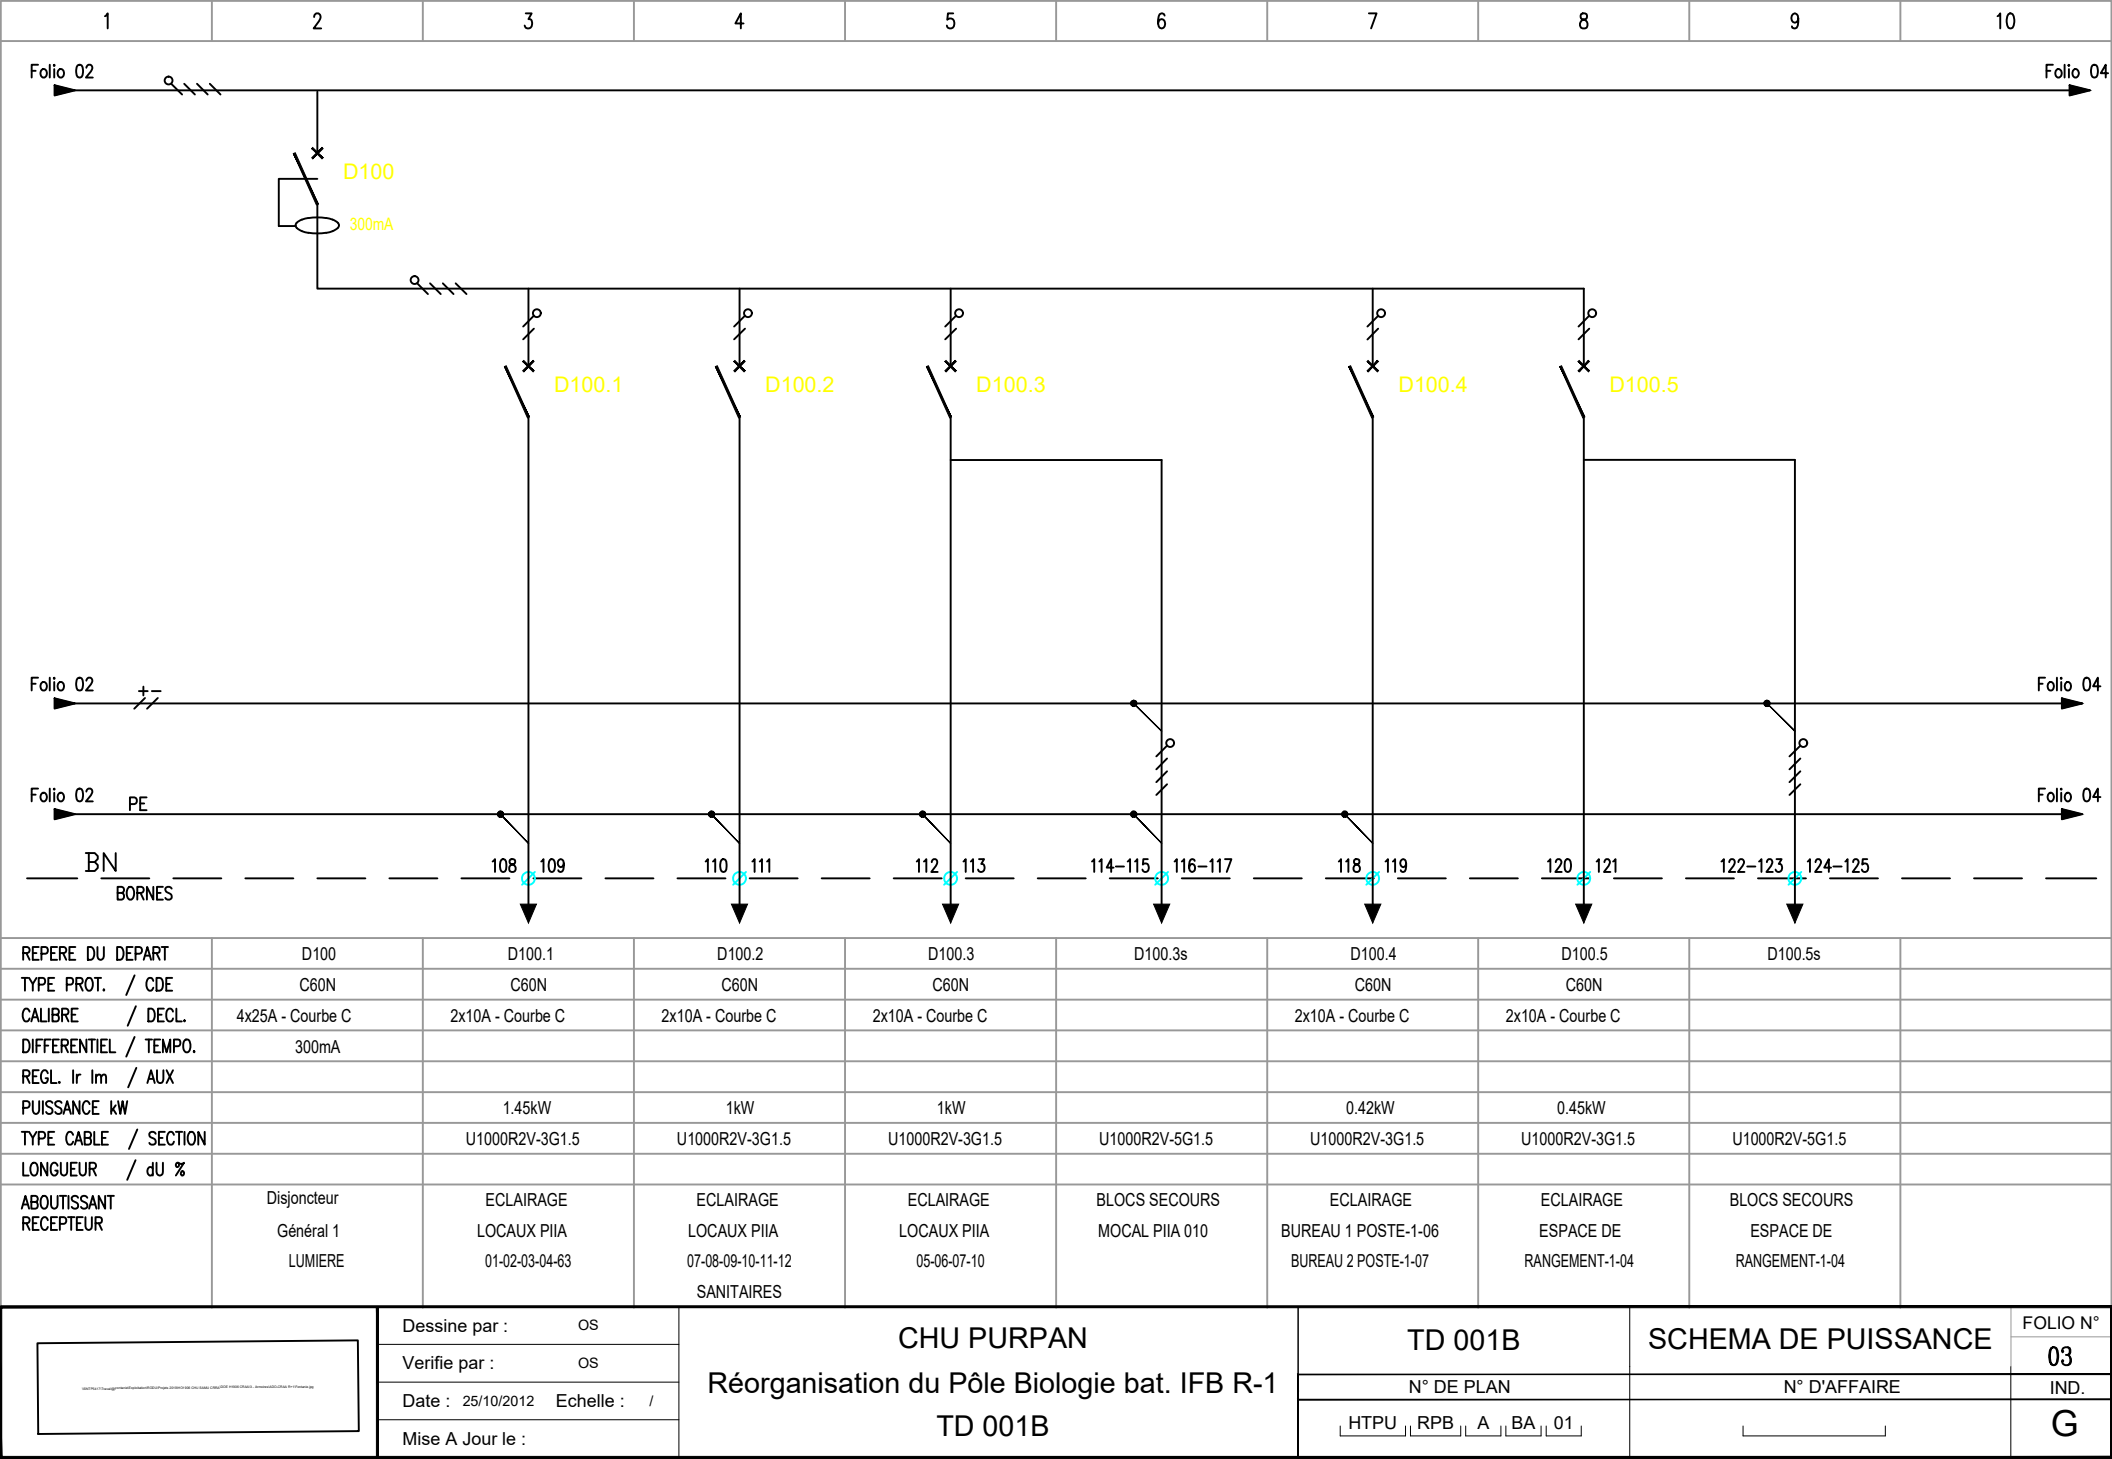 1 2 3 4 5 6 7 8 9 10
Folio 02 Folio 04
D100
300mA
D100.1 D100.2 D100.3 D100.4 D100.5
Folio 02 +- Folio 04
Folio 02 PE Folio 04
BN 108 109 110 111 112 113 114-115 116-117 118 119 120 121 122-123 124-125
BORNES
REPERE DU DEPART D100 D100.1 D100.2 D100.3 D100.3s D100.4 D100.5 D100.5s
TYPE PROT. / CDE C60N C60N C60N C60N C60N C60N
CALIBRE / DECL. 4x25A - Courbe C 2x10A - Courbe C 2x10A - Courbe C 2x10A - Courbe C 2x10A - Courbe C 2x10A - Courbe C
DIFFERENTIEL / TEMPO. 300mA
REGL. Ir Im / AUX
PUISSANCE kW 1.45kW 1kW 1kW 0.42kW 0.45kW
TYPE CABLE / SECTION U1000R2V-3G1.5 U1000R2V-3G1.5 U1000R2V-3G1.5 U1000R2V-5G1.5 U1000R2V-3G1.5 U1000R2V-3G1.5 U1000R2V-5G1.5
LONGUEUR / dU %
ABOUTISSANT Disjoncteur ECLAIRAGE ECLAIRAGE ECLAIRAGE BLOCS SECOURS ECLAIRAGE ECLAIRAGE BLOCS SECOURS
RECEPTEUR Général 1 LOCAUX PIIA LOCAUX PIIA LOCAUX PIIA MOCAL PIIA 010 BUREAU 1 POSTE-1-06 ESPACE DE ESPACE DE
LUMIERE 01-02-03-04-63 07-08-09-10-11-12 05-06-07-10 BUREAU 2 POSTE-1-07 RANGEMENT-1-04 RANGEMENT-1-04
SANITAIRES
Dessine par : OS
Verifie par : OS
Date : 25/10/2012 Echelle : /
Mise A Jour le :
CHU PURPAN
Réorganisation du Pôle Biologie bat. IFB R-1
TD 001B
TD 001B
N° DE PLAN
HTPU RPB A BA 01
SCHEMA DE PUISSANCE
N° D'AFFAIRE
FOLIO N°
03
IND.
G